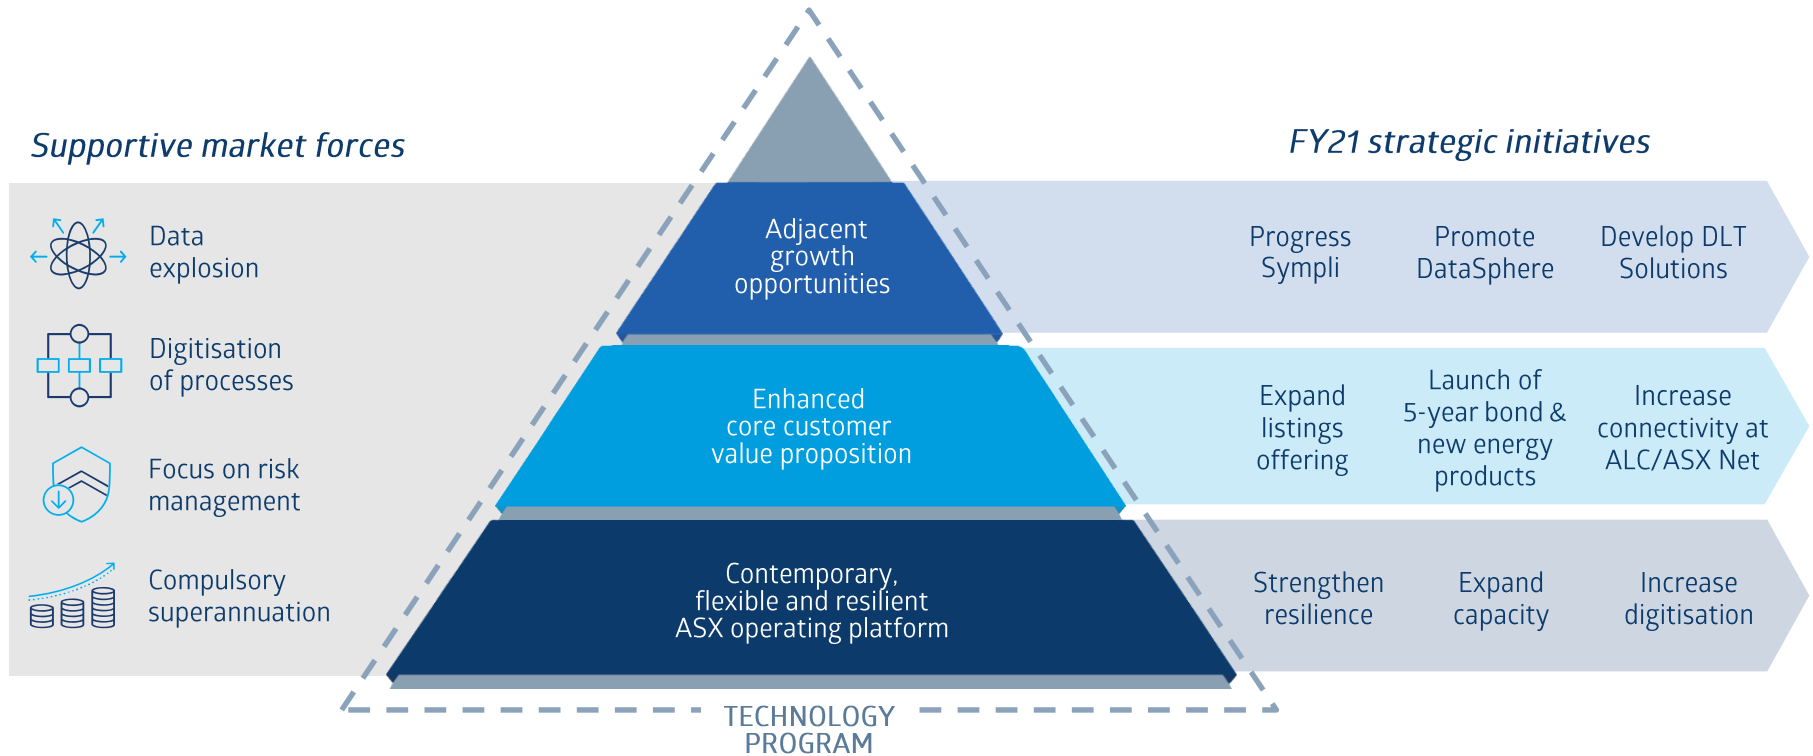 Supportive market forces
Data
explosion
Digitisation
of processes
Focus on risk
management
Compulsory
superannuation
Adjacent
growth
opportunities
Enhanced
core customer
value proposition
Contemporary,
flexible and resilient
ASX operating platform
TECHNOLOGY
PROGRAM
FY21 strategic initiatives
Progress
Sympli
Promote
DataSphere
Develop DLT
Solutions
Expand
listings
offering
Launch of
5-year bond &
new energy
products
Increase
connectivity at
ALC/ASX Net
Strengthen
resilience
Expand
capacity
Increase
digitisation